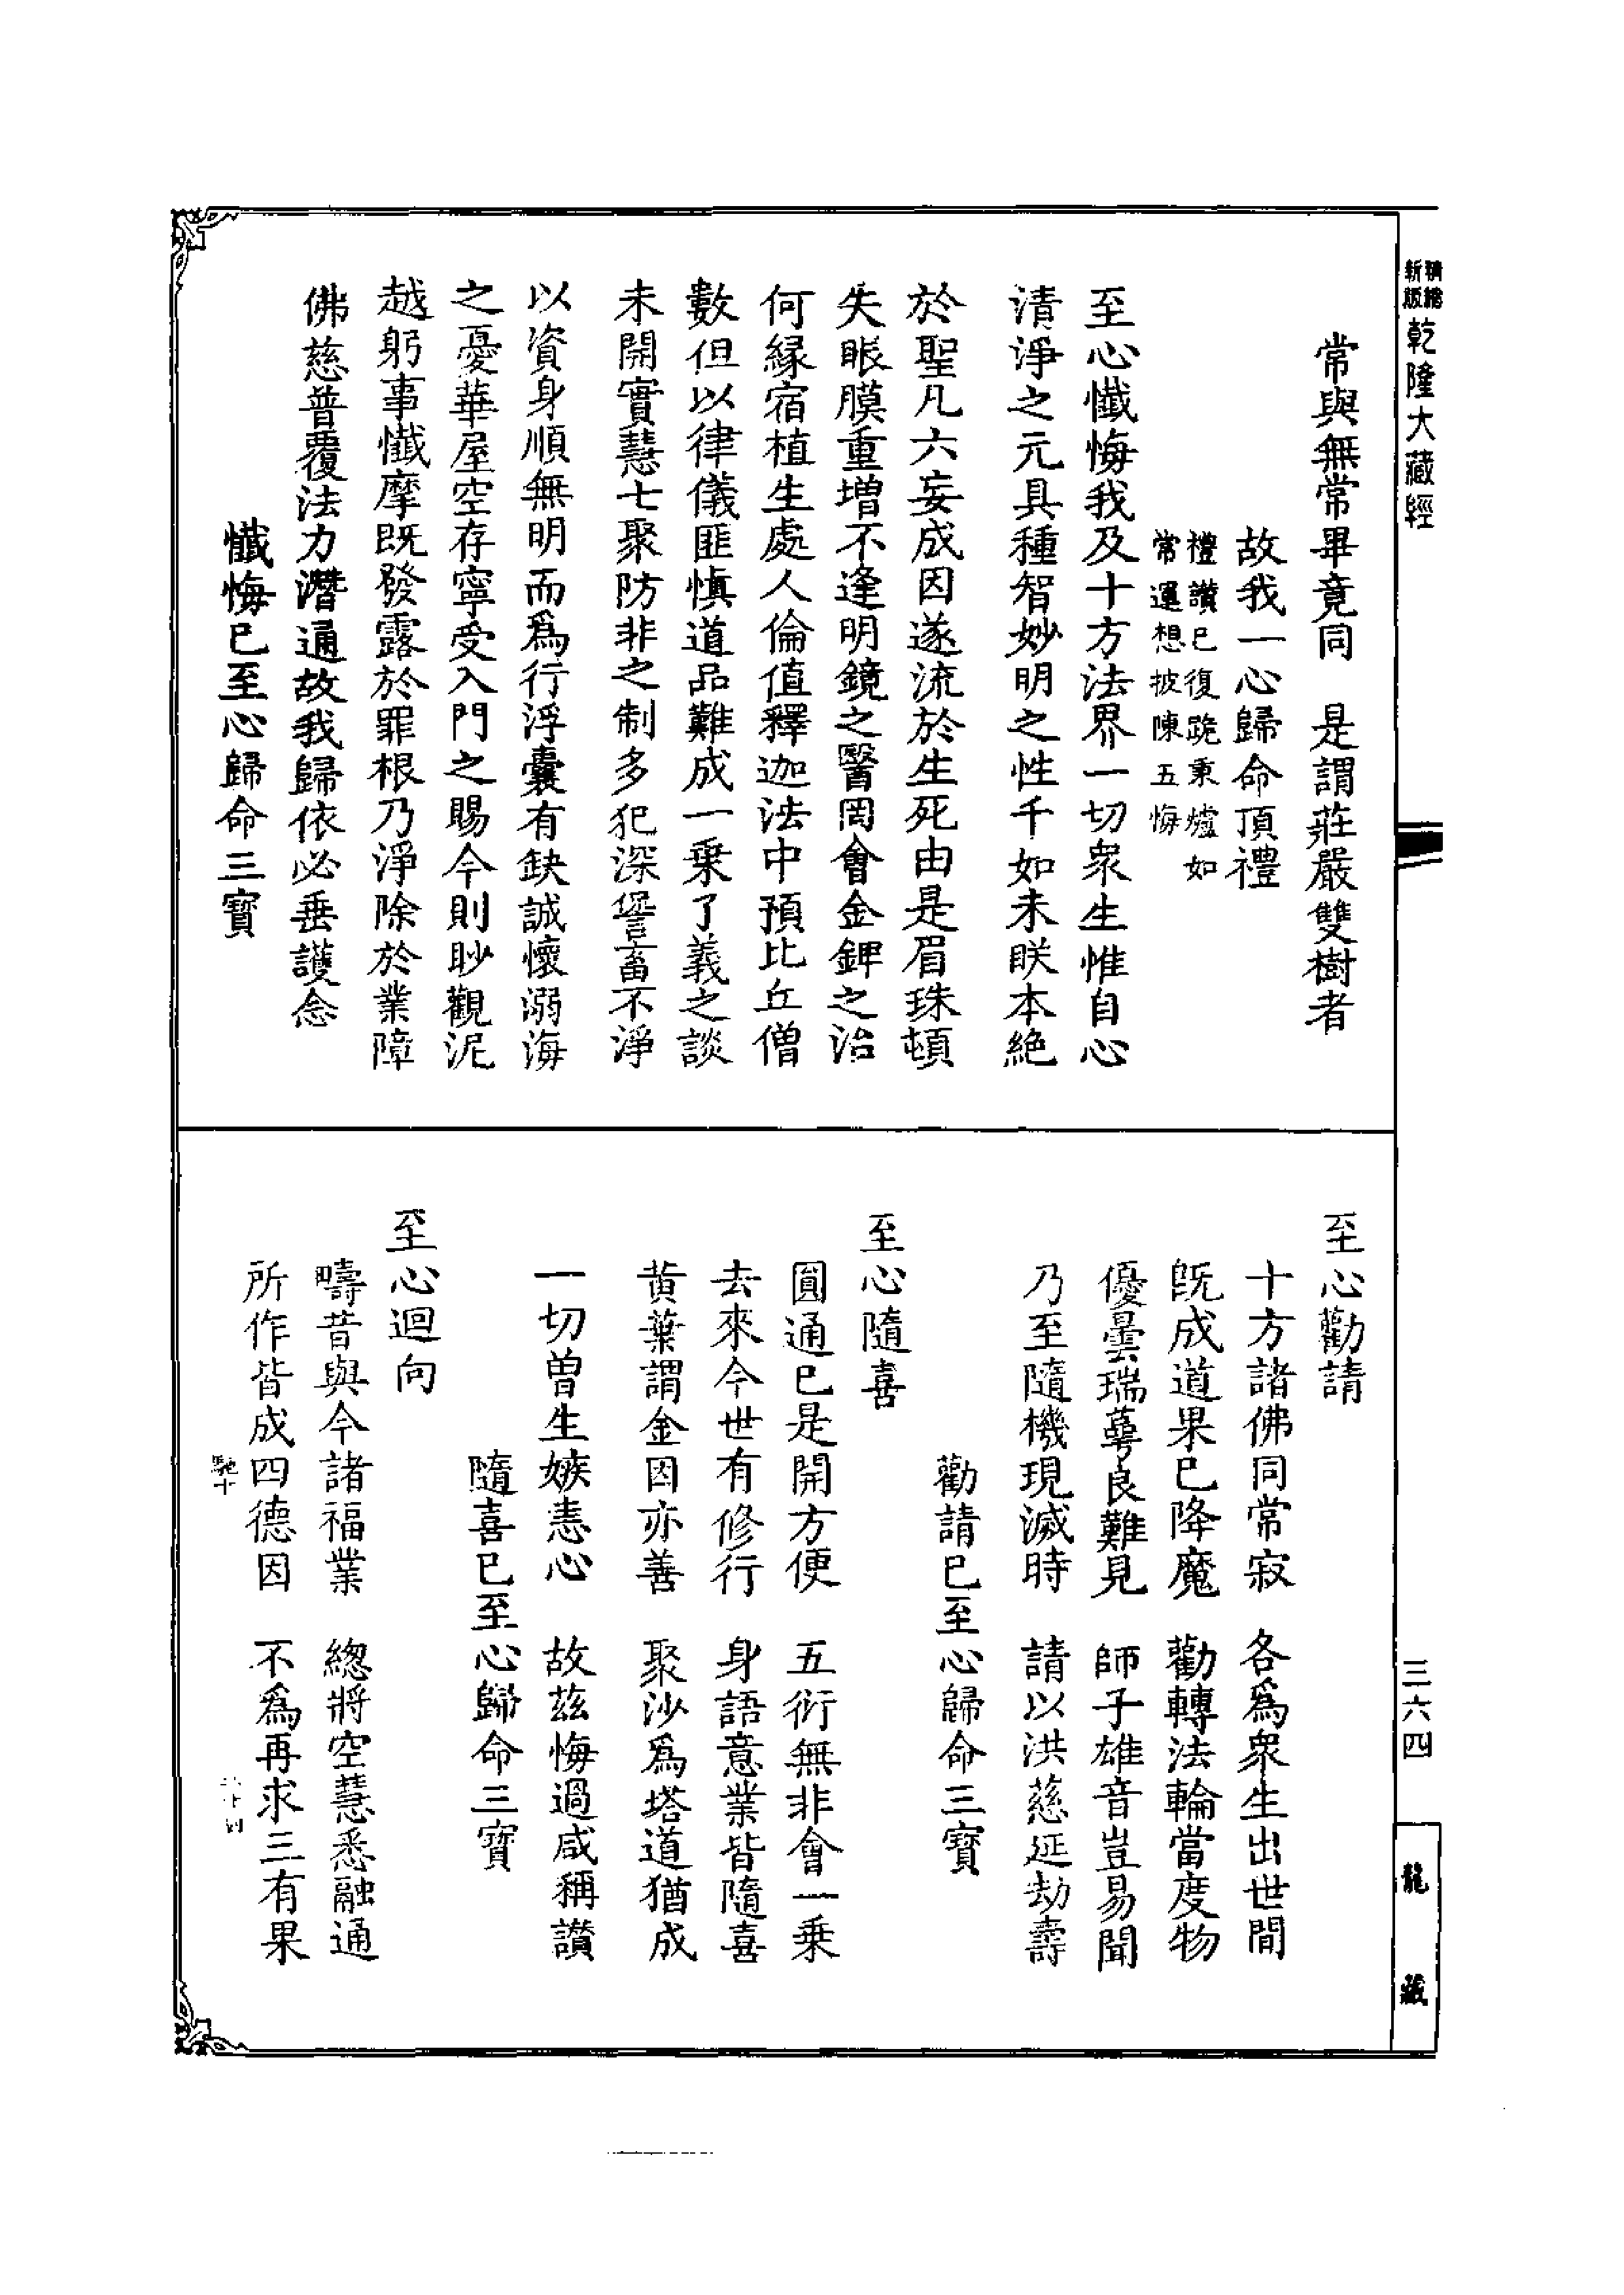 精繕
新版
乾隆大藏經
常與無常畢竟同　是謂莊嚴雙樹者
故我一心歸命頂禮
禮讚已復跪秉爐如
常運想披陳五悔
至心懺悔我及十方法界一切衆生惟自心
清淨之元具種智妙明之性千如未眹本絶
於聖凡六妄成因遂流於生死由是眉珠頓
失眼膜重增不逢明鏡之醫罔會金錍之治
何緣宿植生處人倫值釋迦法中預比丘僧
數但以律儀匪慎道品難成一乗了義之談
未開實慧七聚防非之制多犯深諐畜不淨
以資身順無明而爲行浮囊有缺誠懷溺海
之憂華屋空存寧受入門之賜今則眇觀泥
越躬事懺摩既發露於罪根乃淨除於業障
佛慈普覆法力潛通故我歸依必垂護念
懺悔已至心歸命三寶
至心勸請
十方諸佛同常寂　各爲衆生出世間
旣成道果已降魔　勸轉法輪當度物
優曇瑞蕚良難見　師子雄音豈易聞
乃至隨機現滅時　請以洪慈延劫壽
勸請已至心歸命三寶
至心隨喜
圓通已是開方便　五衍無非會一乗
去來今世有修行　身語意業皆隨喜
黄葉謂金因亦善　聚沙爲塔道猶成
一切曽生嫉恚心　故兹悔過咸稱讃
隨喜已至心歸命三寶
至心迴向
疇昔與今諸福業　總將空慧悉融通
所作皆成四德因　不爲再求三有果
馳十
三六四
龍藏